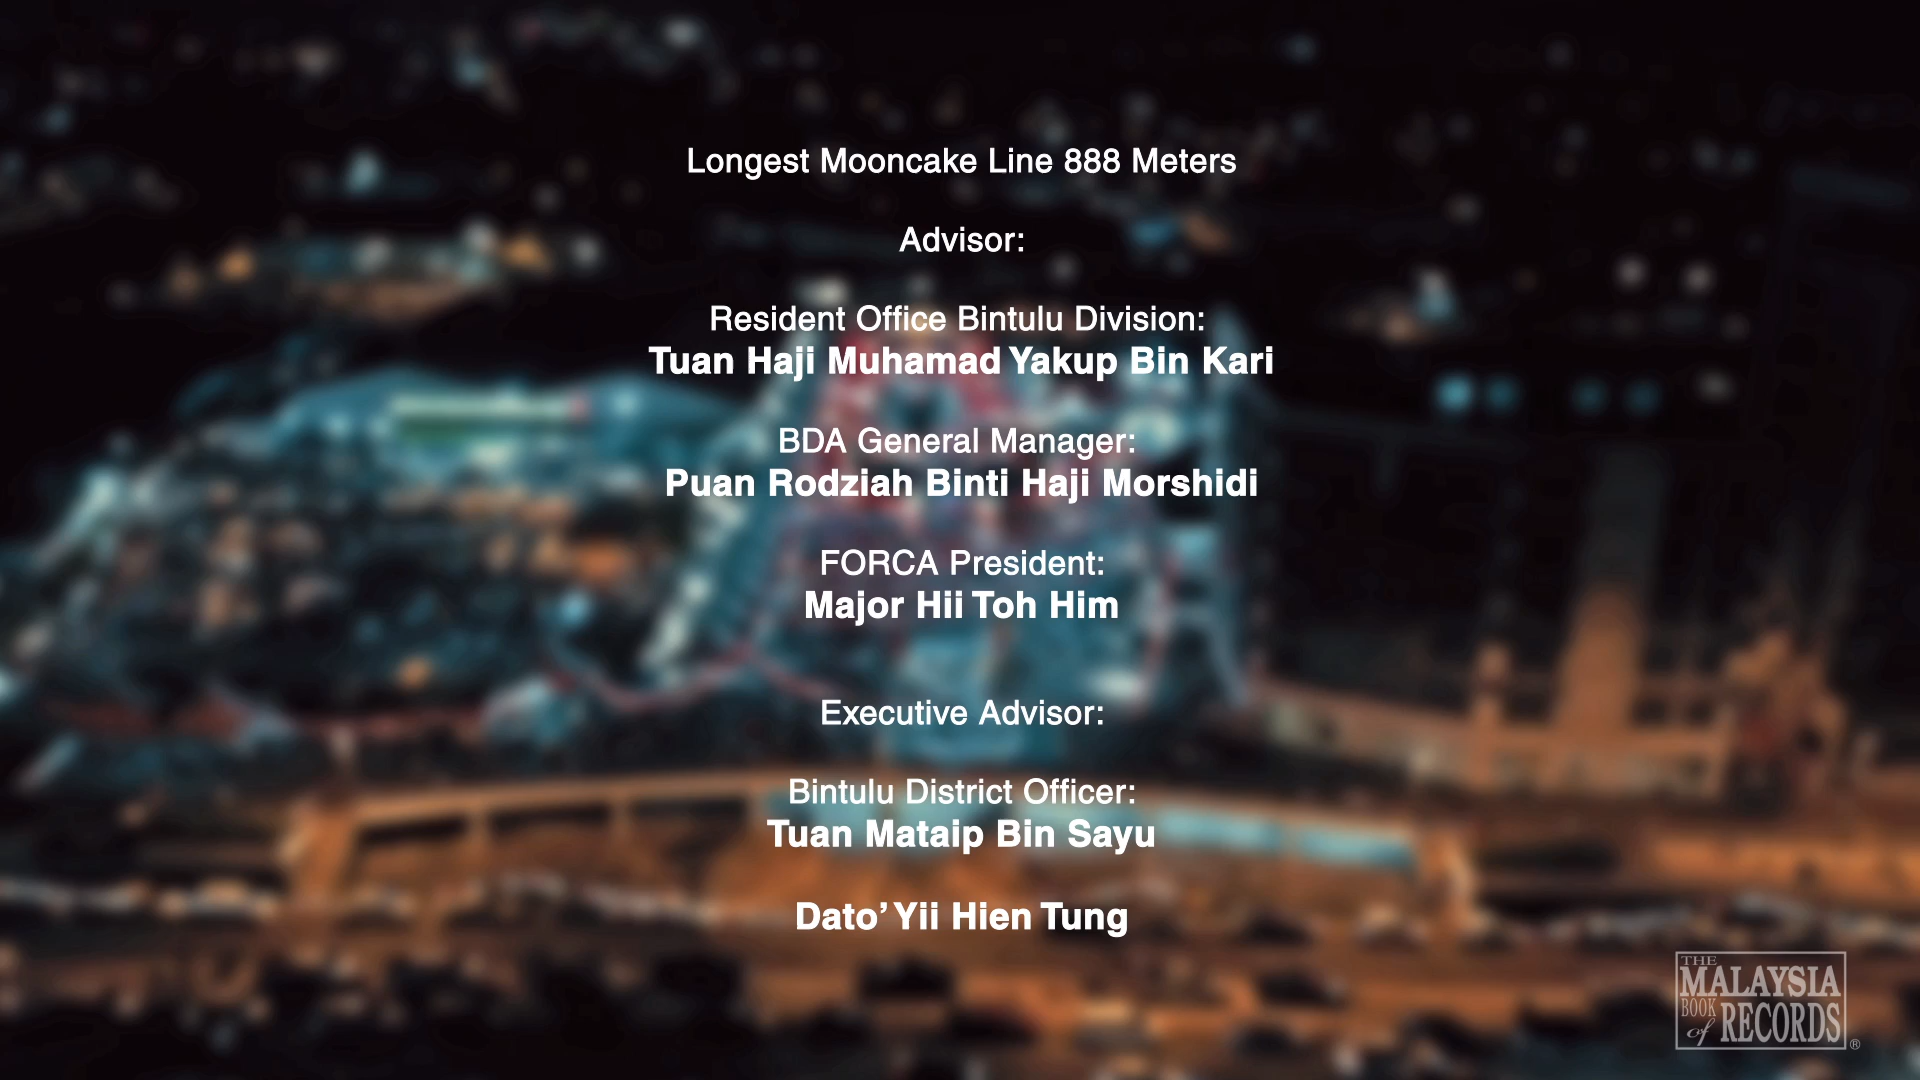 Longest Mooncake Line 888 Meters
Advisor:
Resident Office Bintulu Division:
Tuan Haji Muhamad Yakup Bin Kari
BDA General Manager:
Puan Rodziah Binti Haji Morshidi
FORCA President:
Major Hii Toh Him
Executive Advisor:
Bintulu District Officer:
Tuan Mataip Bin Sayu
Dato’ Yii Hien Tung
THE
MALAYSIA
BOOK
of RECORDS ®